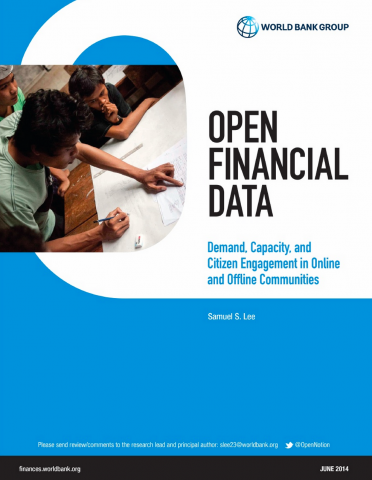 WORLD BANK GROUP
OPEN
FINANCIAL
DATA
Demand, Capacity, and
Citizen Engagement in Online
and Offline Communities
Samuel S. Lee
Please send review/comments to the research lead and principal author: slee23@worldbank.org @OpenNotion
finances.worldbank.org JUNE 2014